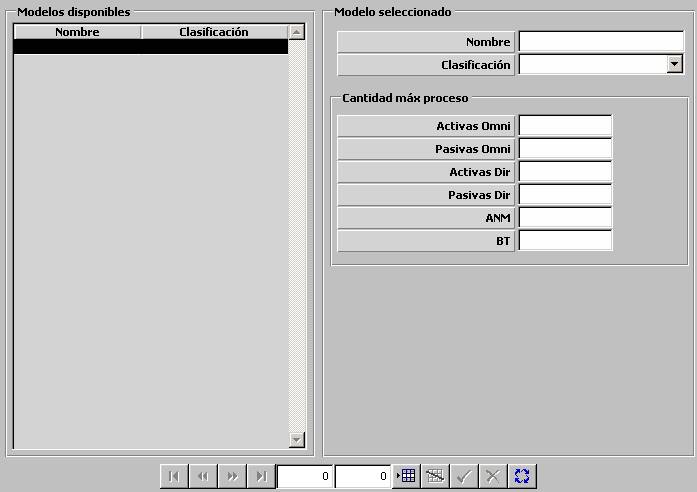 Modelos disponibles
Nombre Clasificación
Modelo seleccionado
Nombre
Clasificación
Cantidad máx proceso
Activas Omni
Pasivas Omni
Activas Dir
Pasivas Dir
ANM
BT
0 0